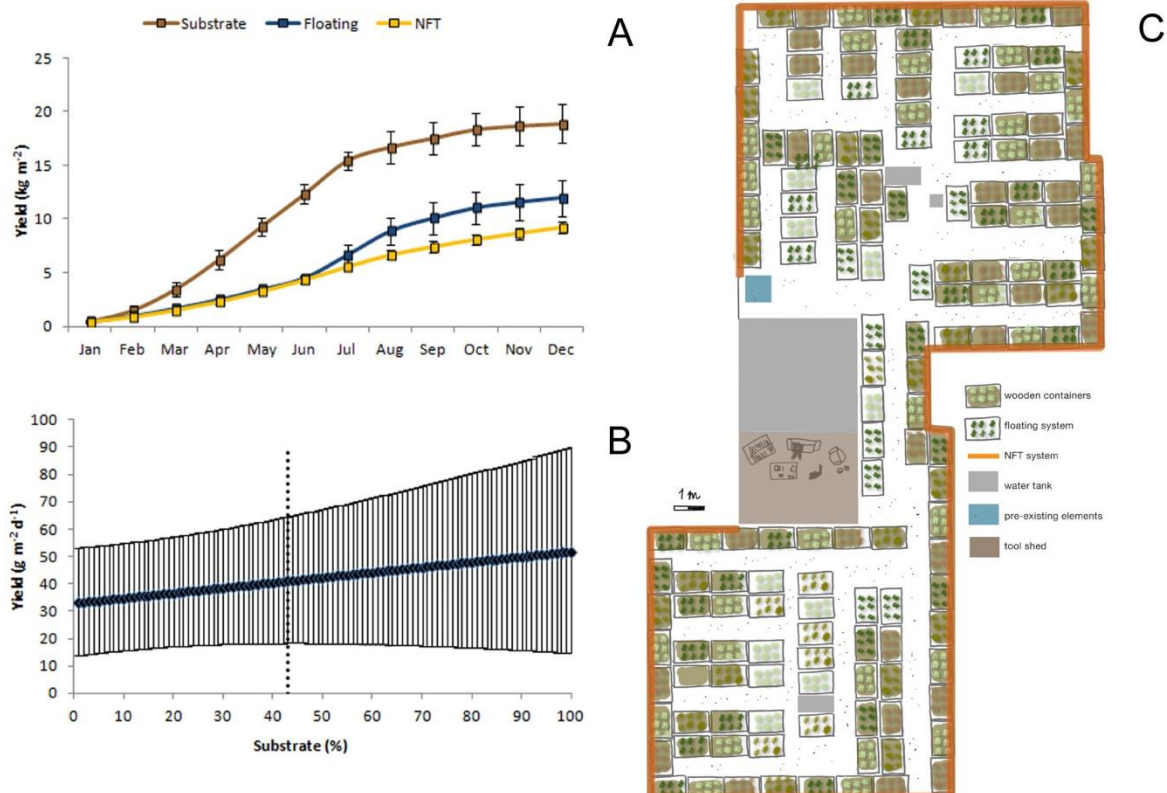 Substrate Floating NFT
A
Yield (kg m⁻²)
25
20
15
10
5
0
Jan Feb Mar Apr May Jun Jul Aug Sep Oct Nov Dec
B
Yield (g m⁻² d⁻¹)
100
90
80
70
60
50
40
30
20
10
0
0 10 20 30 40 50 60 70 80 90 100
Substrate (%)
C
1 m
wooden containers
floating system
NFT system
water tank
pre-existing elements
tool shed